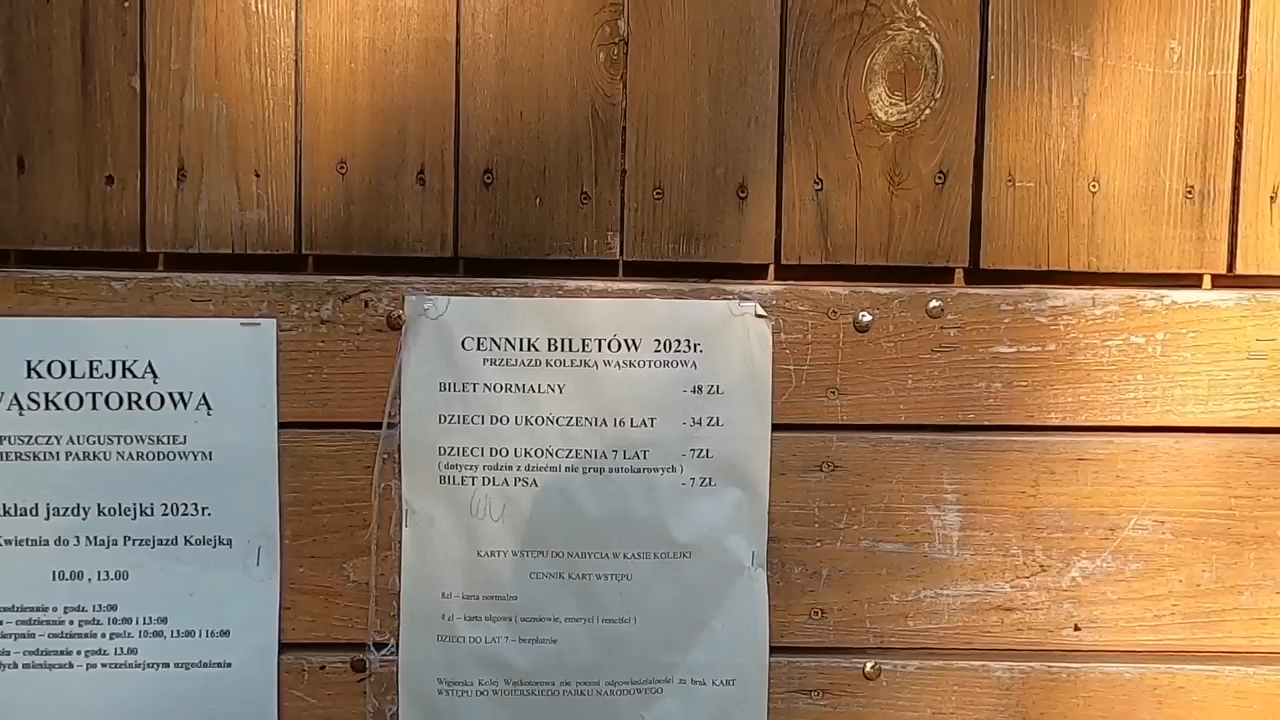 KOLEJKĄ
WĄSKOTOROWĄ
PUSZCZY AUGUSTOWSKIEJ
IERSKIM PARKU NARODOWYM
kład jazdy kolejki 2023r.
Kwietnia do 3 Maja Przejazd Kolejką
10.00 , 13.00
codziennie o godz. 13:00
– codziennie o godz. 10:00 i 13:00
sierpnia – codziennie o godz. 10:00, 13:00 i 16:00
– codziennie o godz. 13.00
miesiącach – po wcześniejszym uzgodnieniu
CENNIK BILETÓW 2023r.
PRZEJAZD KOLEJKĄ WĄSKOTOROWĄ
BILET NORMALNY - 48 ZŁ
DZIECI DO UKOŃCZENIA 16 LAT - 34 ZŁ
DZIECI DO UKOŃCZENIA 7 LAT - 7ZŁ
( dotyczy rodzin z dziećmi nie grup autokarowych )
BILET DLA PSA - 7 ZŁ
KARTY WSTĘPU DO NABYCIA W KASIE KOLEJKI
CENNIK KART WSTĘPU
8zł – karta normalna
4 zł – karta ulgowa ( uczniowie, emeryci i renciści )
DZIECI DO LAT 7 – bezpłatnie
Wigierska Kolej Wąskotorowa nie ponosi odpowiedzialności za brak KART
WSTĘPU DO WIGIERSKIEGO PARKU NARODOWEGO